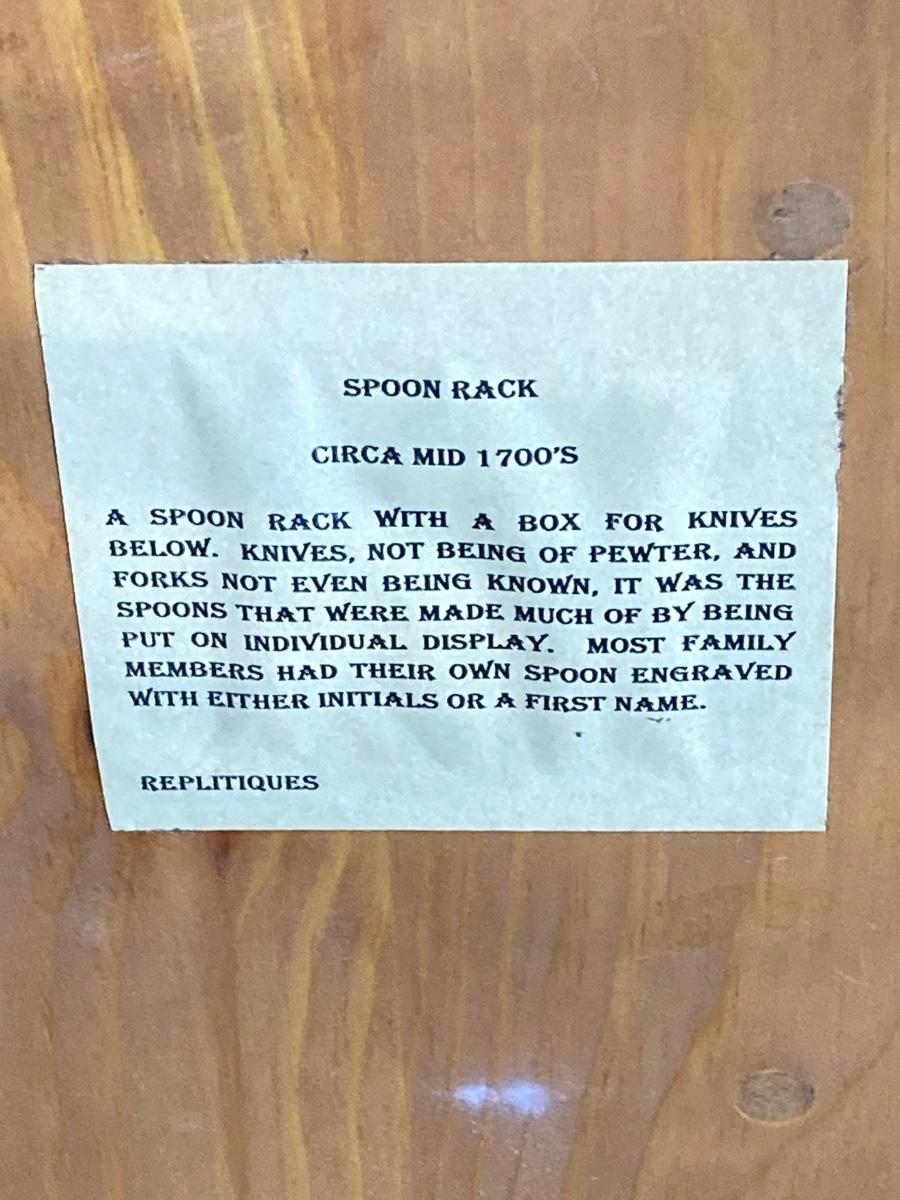 SPOON RACK
CIRCA MID 1700'S
A SPOON RACK WITH A BOX FOR KNIVES
BELOW. KNIVES, NOT BEING OF PEWTER, AND
FORKS NOT EVEN BEING KNOWN, IT WAS THE
SPOONS THAT WERE MADE MUCH OF BY BEING
PUT ON INDIVIDUAL DISPLAY. MOST FAMILY
MEMBERS HAD THEIR OWN SPOON ENGRAVED
WITH EITHER INITIALS OR A FIRST NAME.
REPLITIQUES